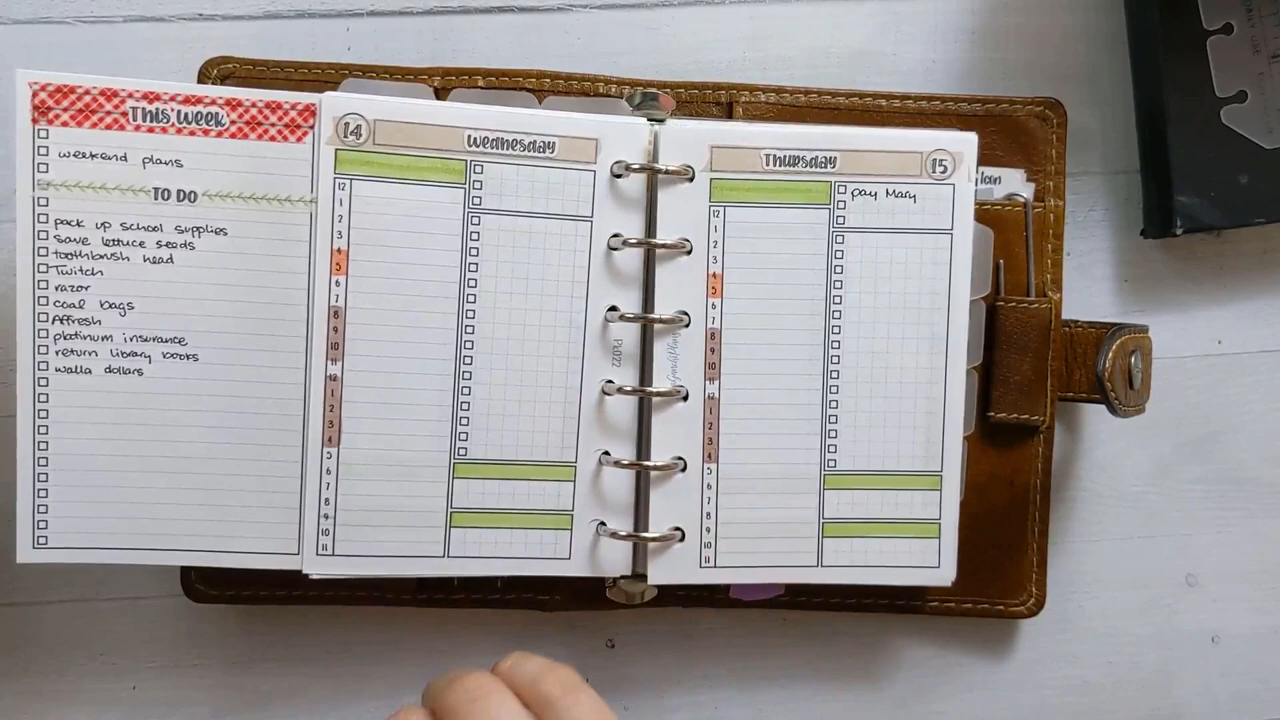 This Week
weekend plans
TO DO
pack up school supplies
save lettuce seeds
toothbrush head
Twitch
razor
coal bags
Affresh
platinum insurance
return library books
walla dollars
14
Wednesday
12
1
2
3
4
5
6
7
8
9
10
11
12
1
2
3
4
5
6
7
8
9
10
11
PK022
Thursday
15
pay Mary
12
1
2
3
4
5
6
7
8
9
10
11
12
1
2
3
4
5
6
7
8
9
10
11
Icon
DAILY USE